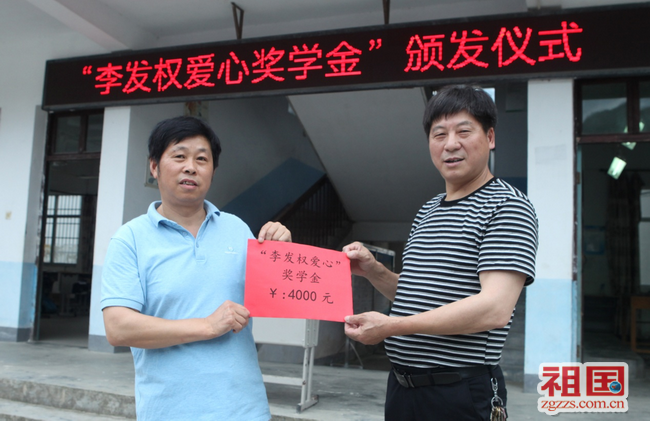 “李发权爱心奖学金”颁发仪式
“李发权爱心”
奖学金
￥:4000 元
祖国
zgzzs.com.cn